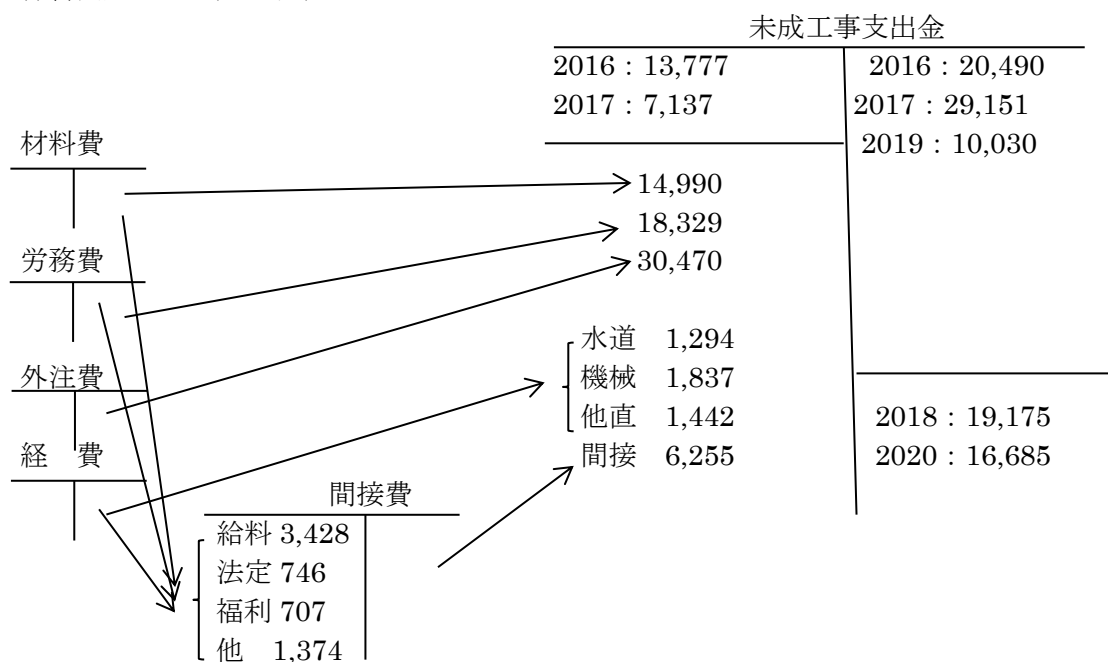 未成工事支出金
2016：13,777
2017：7,137
2016：20,490
2017：29,151
2019：10,030
材料費
労務費
外注費
経　費
14,990
18,329
30,470
水道　1,294
機械　1,837
他直　1,442
間接　6,255
2018：19,175
2020：16,685
間接費
給料 3,428
法定 746
福利 707
他　1,374